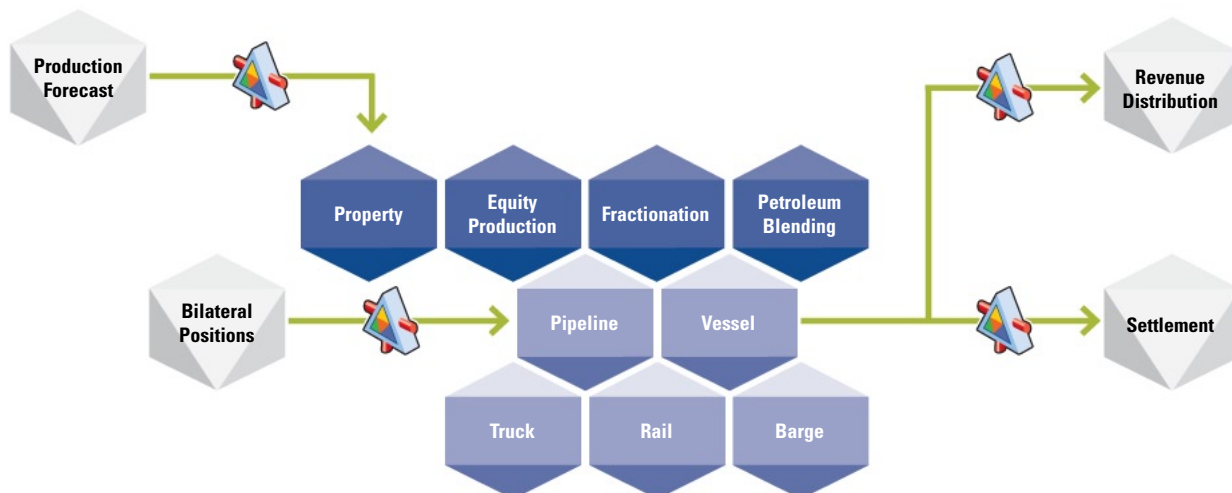 Production
Forecast
Revenue
Distribution
Property
Equity
Production
Fractionation
Petroleum
Blending
Bilateral
Positions
Pipeline
Vessel
Settlement
Truck
Rail
Barge